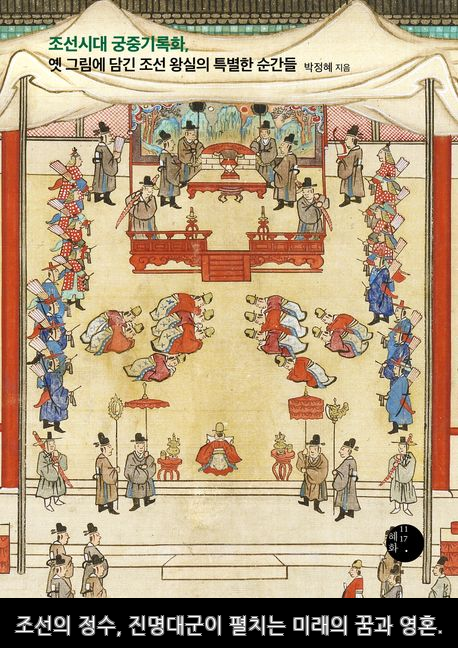 조선시대 궁중기록화,
옛 그림에 담긴 조선 왕실의 특별한 순간들 박정혜 지음
혜화
11
17
.
조선의 정수, 진명대군이 펼치는 미래의 꿈과 영혼.